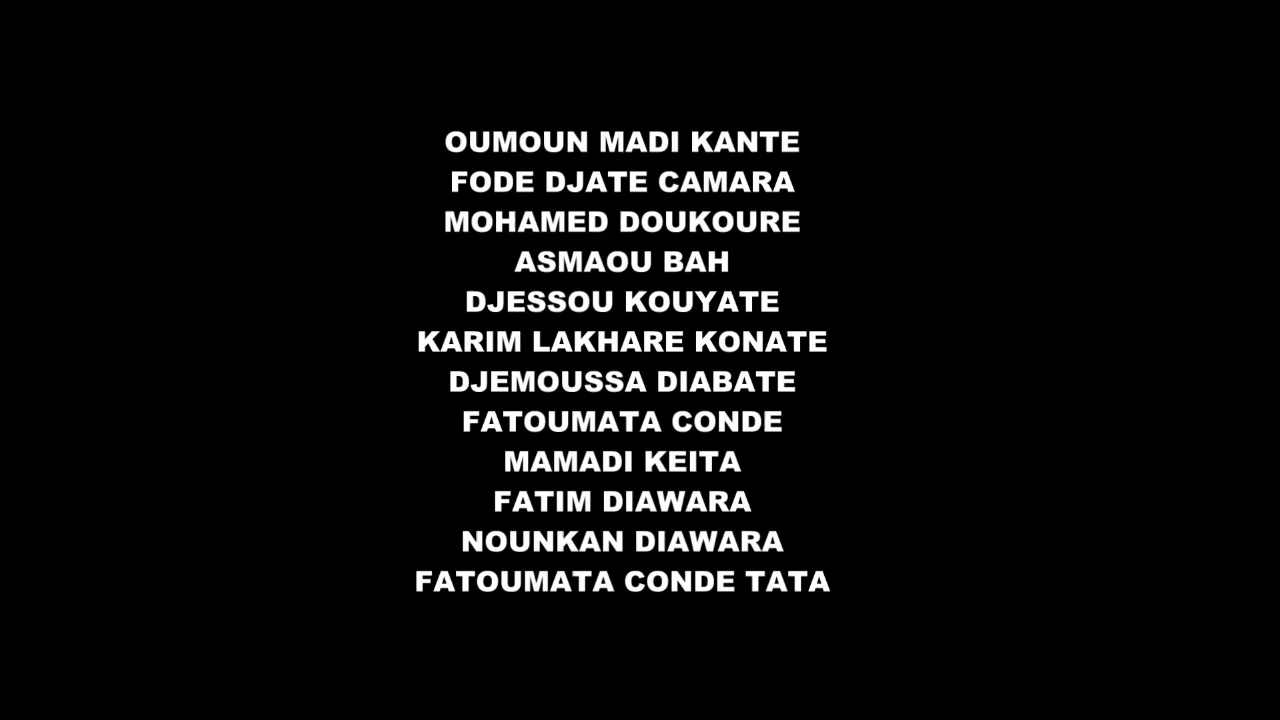 OUMOUN MADI KANTE
FODE DJATE CAMARA
MOHAMED DOUKOURE
ASMAOU BAH
DJESSOU KOUYATE
KARIM LAKHARE KONATE
DJEMOUSSA DIABATE
FATOUMATA CONDE
MAMADI KEITA
FATIM DIAWARA
NOUNKAN DIAWARA
FATOUMATA CONDE TATA